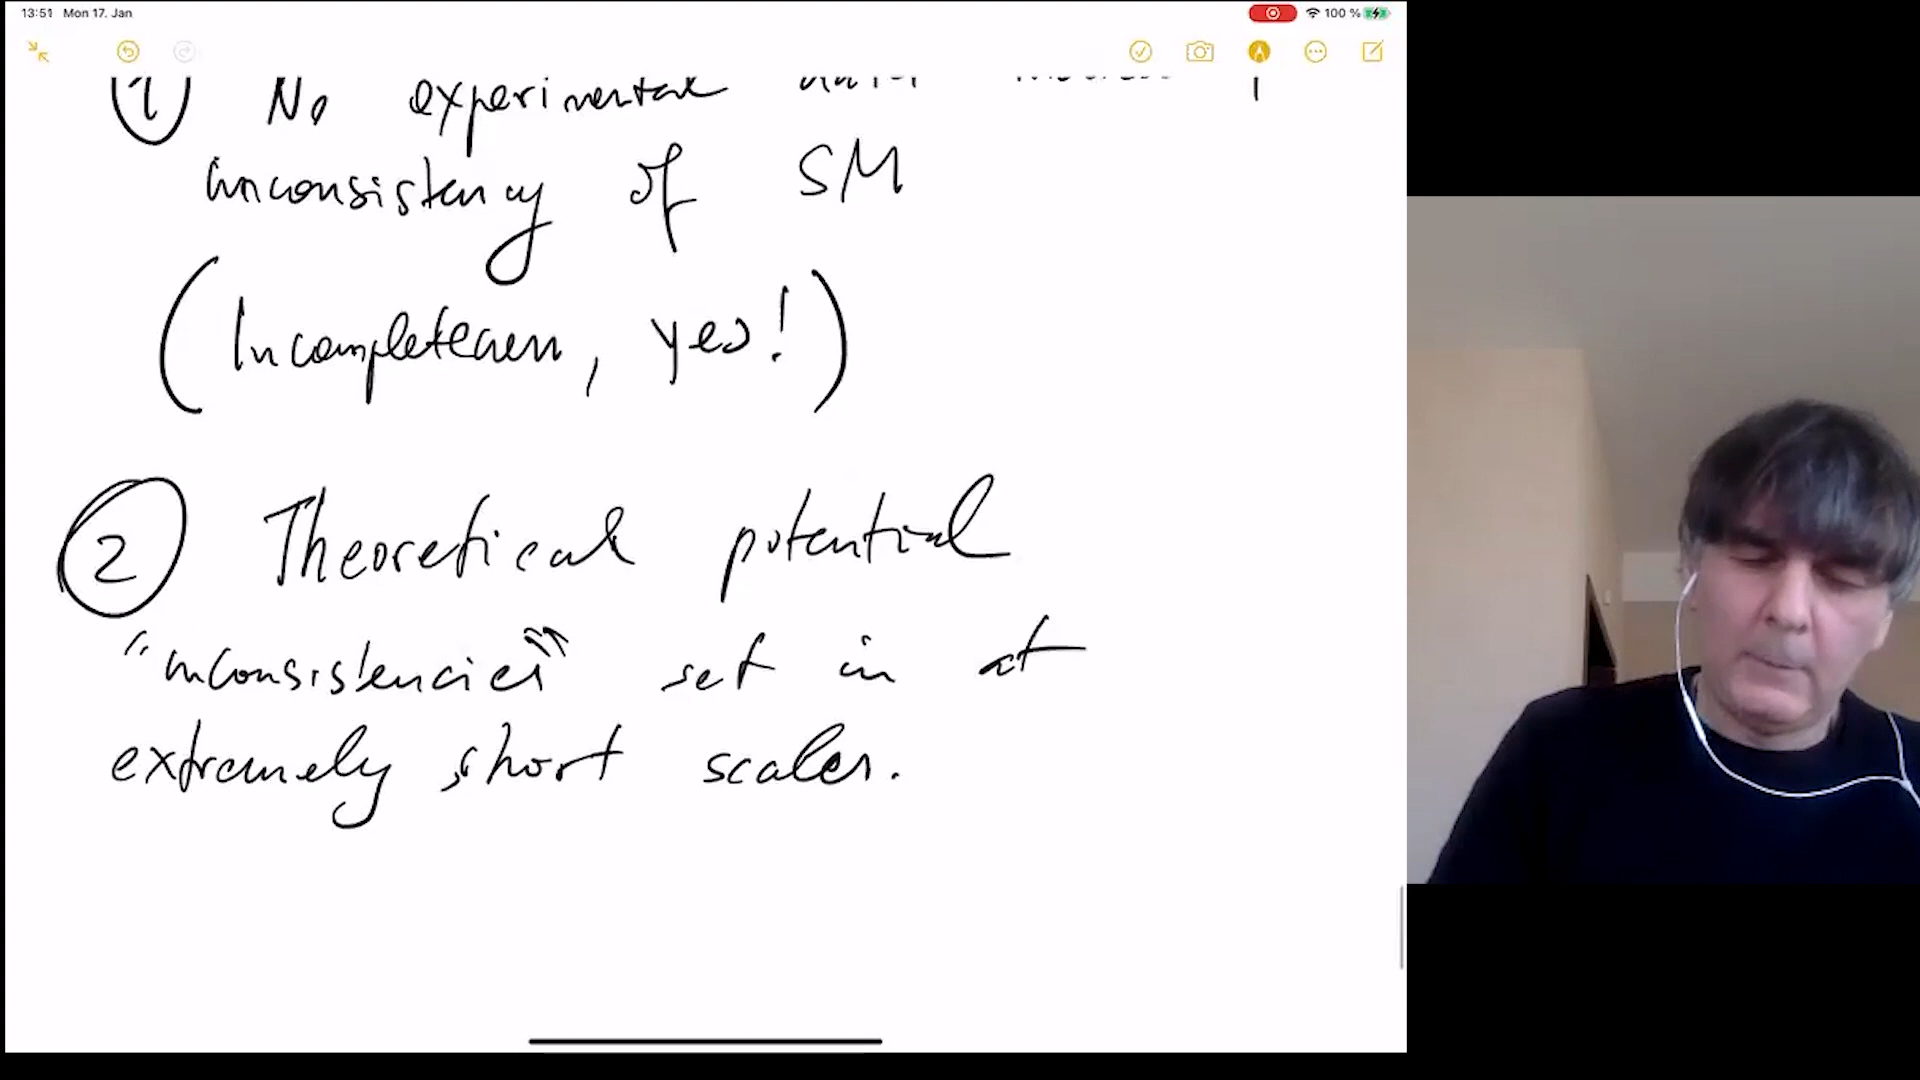 13:51 Mon 17. Jan 100 %
1 No experimental
inconsistency of SM
(Incompleteness, yes!)
2 Theoretical potential
"inconsistencies" set in at
extremely short scales.